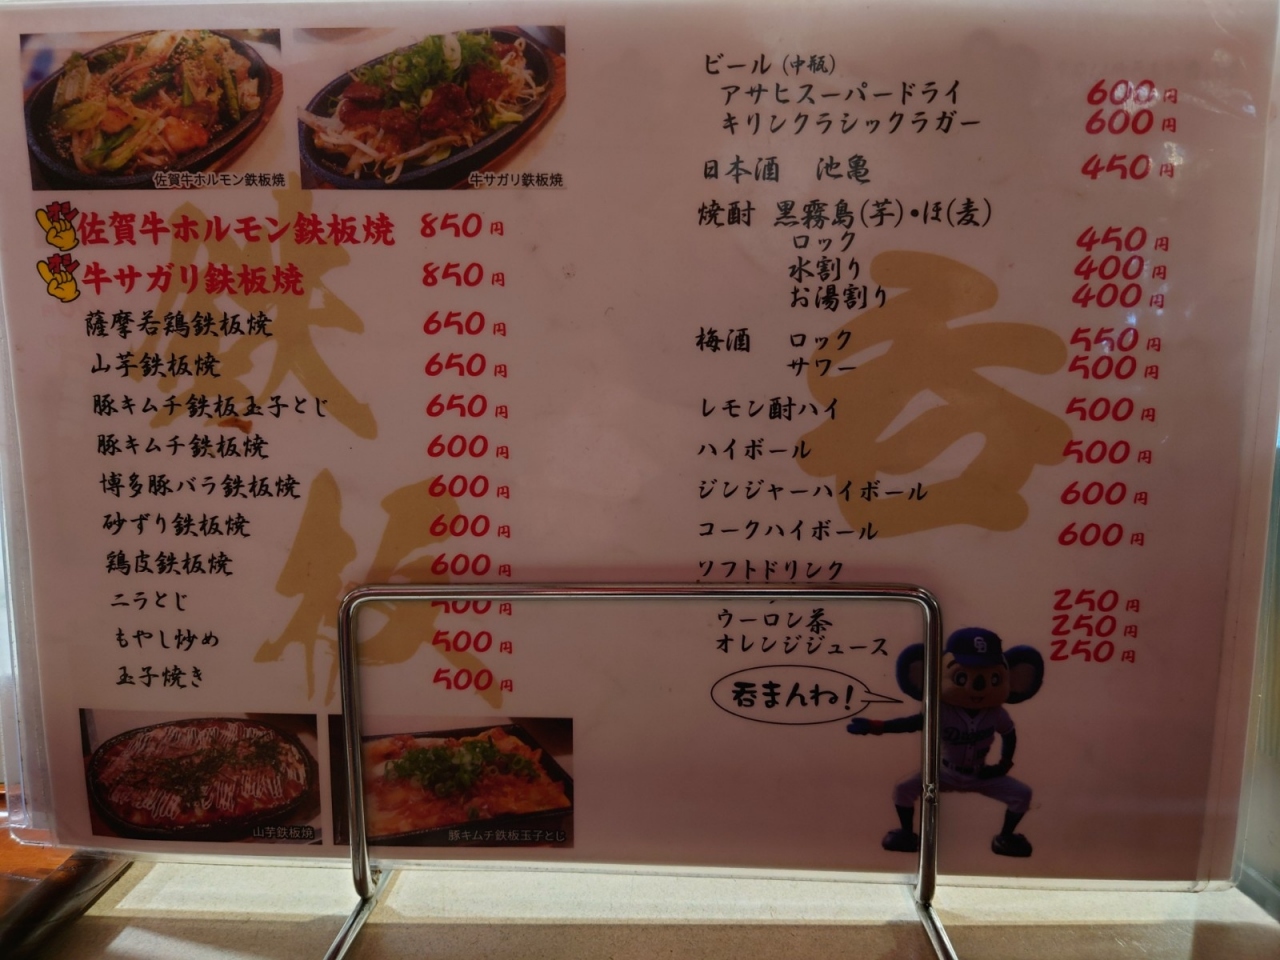 佐賀牛ホルモン鉄板焼
牛サガリ鉄板焼
オシ 佐賀牛ホルモン鉄板焼 850円
オシ 牛サガリ鉄板焼 850円
薩摩若鶏鉄板焼 650円
山芋鉄板焼 650円
豚キムチ鉄板玉子とじ 650円
豚キムチ鉄板焼 600円
博多豚バラ鉄板焼 600円
砂ずり鉄板焼 600円
鶏皮鉄板焼 600円
ニラとじ 500円
もやし炒め 500円
玉子焼き 500円
山芋鉄板焼
豚キムチ鉄板玉子とじ
鉄板
ビール(中瓶)
アサヒスーパードライ 600円
キリンクラシックラガー 600円
日本酒 池亀 450円
焼酎 黒霧島(芋)・ほ(麦)
ロック 450円
水割り 400円
お湯割り 400円
梅酒 ロック 550円
サワー 500円
レモン酎ハイ 500円
ハイボール 500円
ジンジャーハイボール 600円
コークハイボール 600円
ソフトドリンク
250円
ウーロン茶 250円
オレンジジュース 250円
呑まんね!
呑